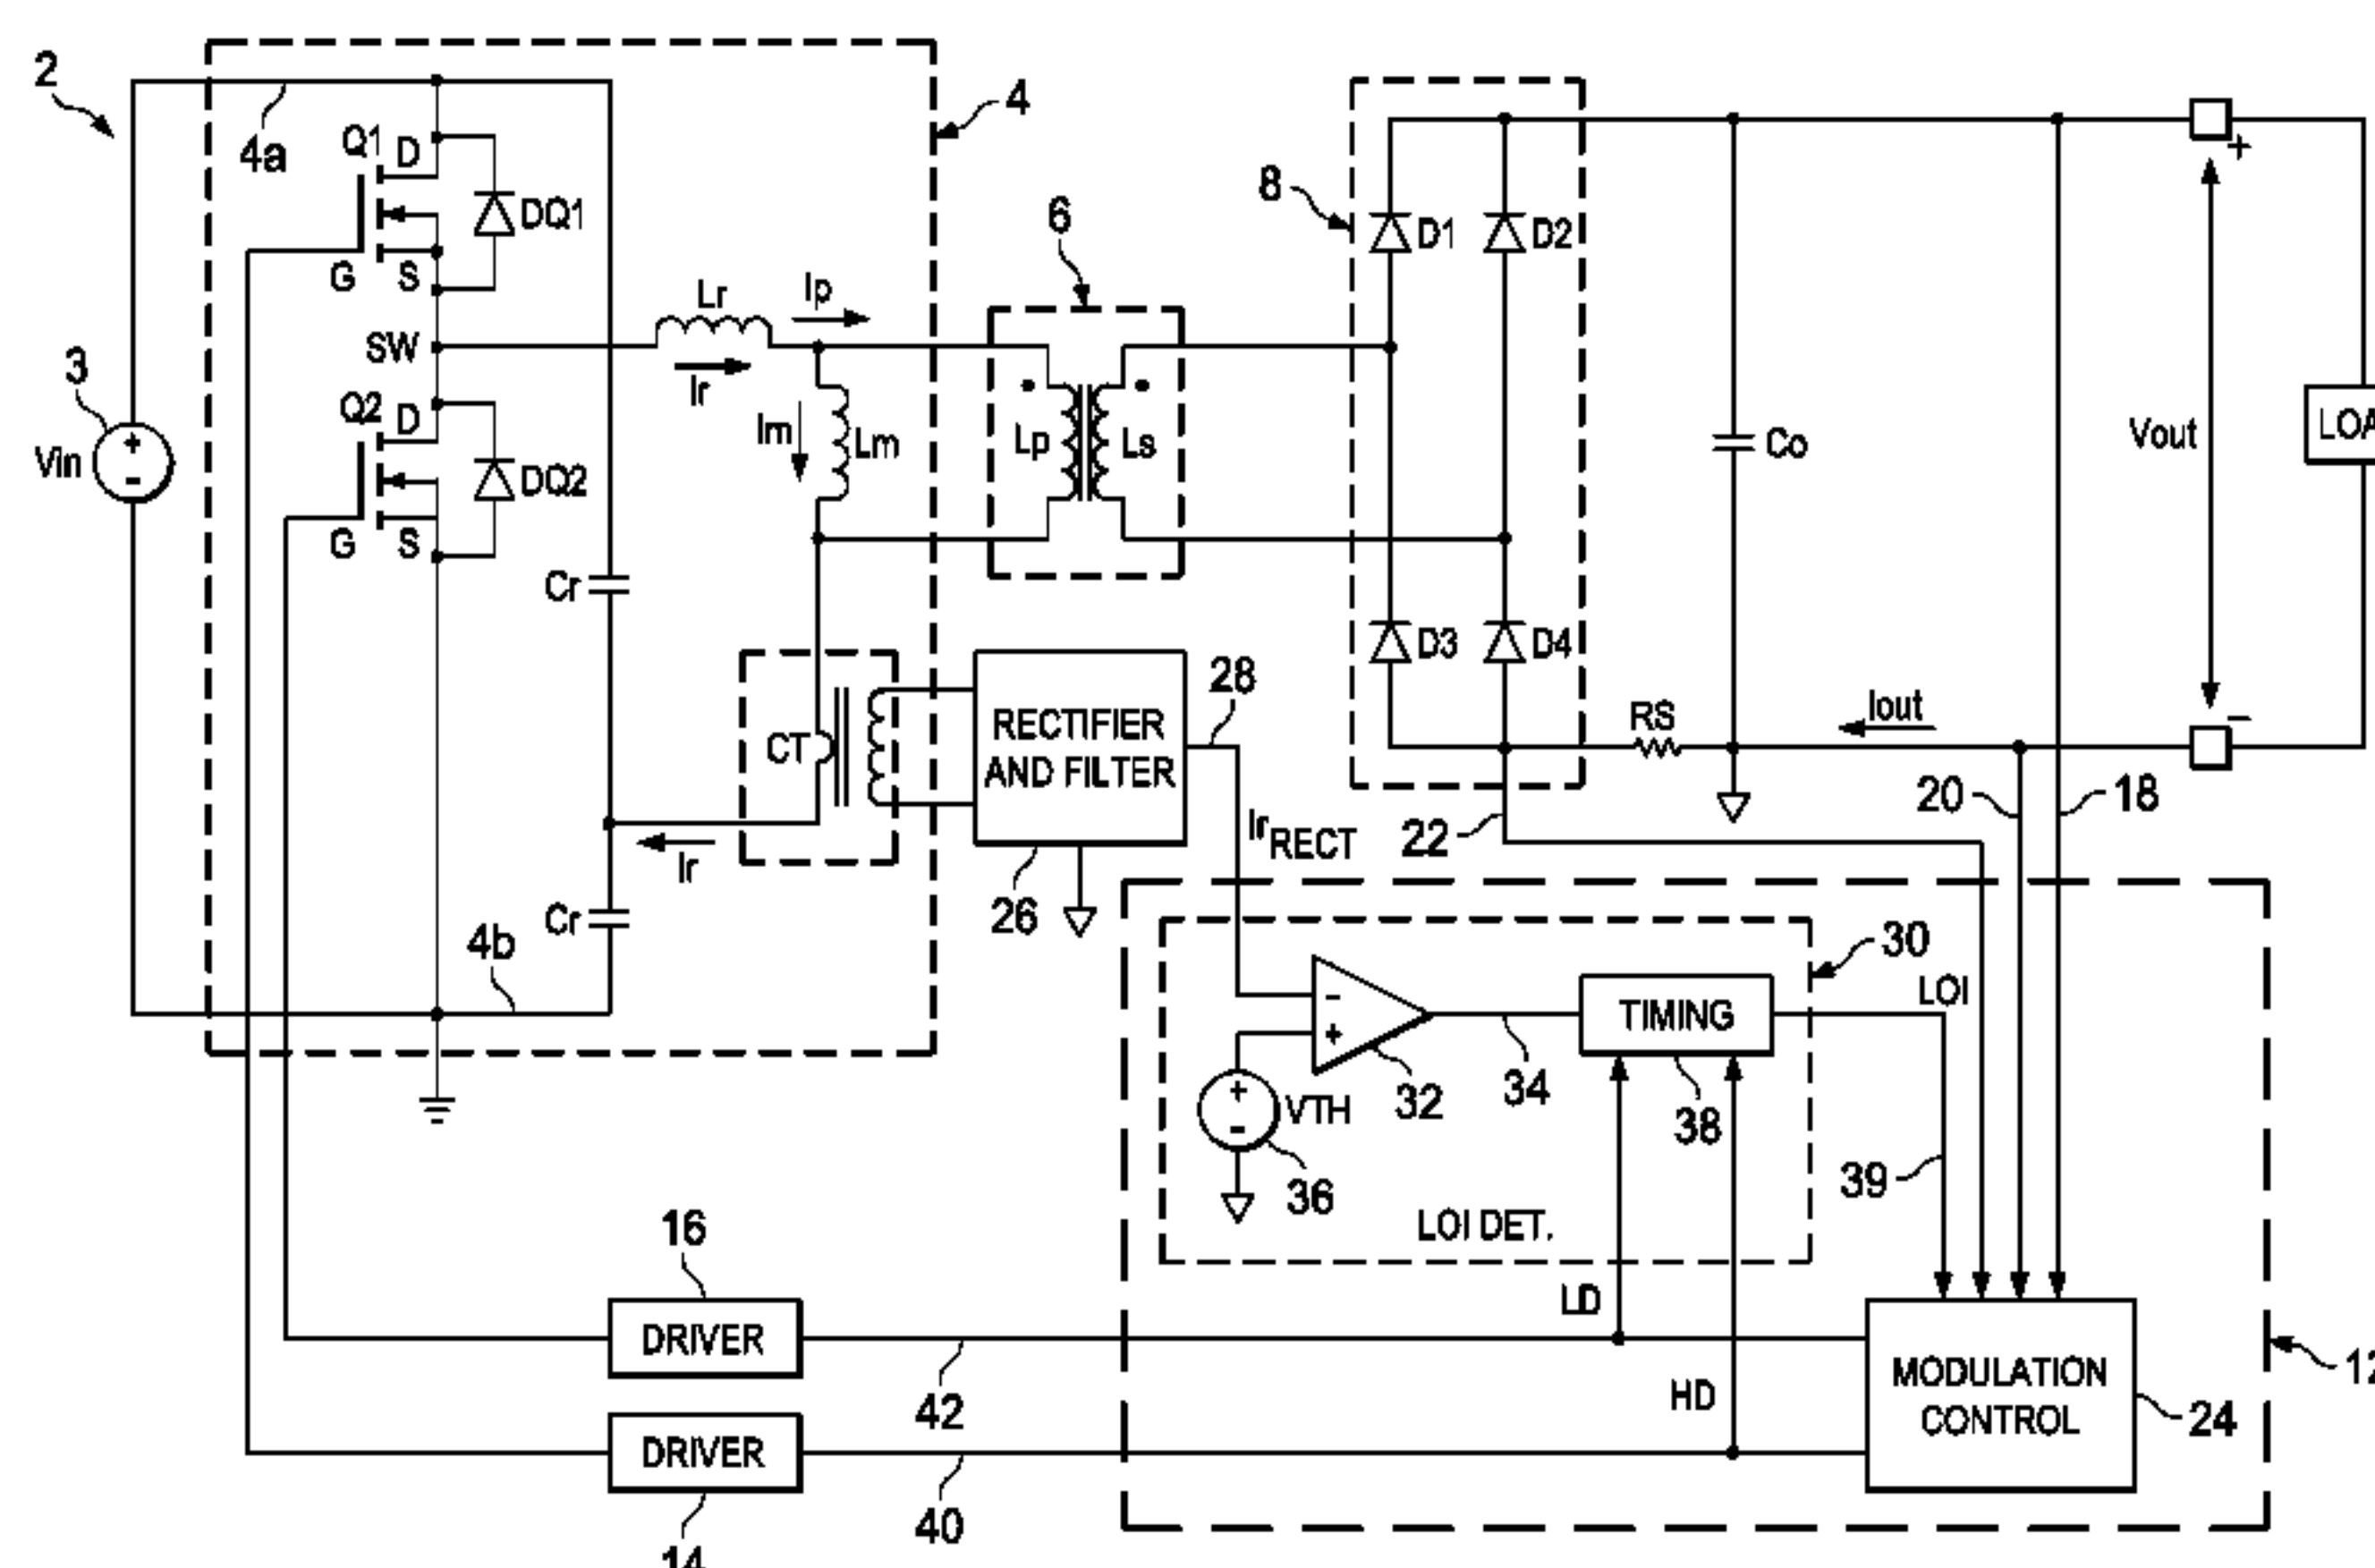 2
4
4a
Q1
D
DQ1
G
S
8
6
D1
D2
+
Lr
Ip
SW
Ir
3
Q2
D
Vin
+
-
DQ2
G
S
Im
Lm
Lp
Ls
Co
Vout
Cr
D3
D4
CT
RECTIFIER
AND FILTER
28
RS
Iout
–
20
18
22
Ir
IrRECT
26
Cr
4b
30
-
+
TIMING
LOI
+
-
VTH
32
34
38
36
39
LOI DET.
16
LD
DRIVER
42
HD
MODULATION
CONTROL
24
DRIVER
40
14